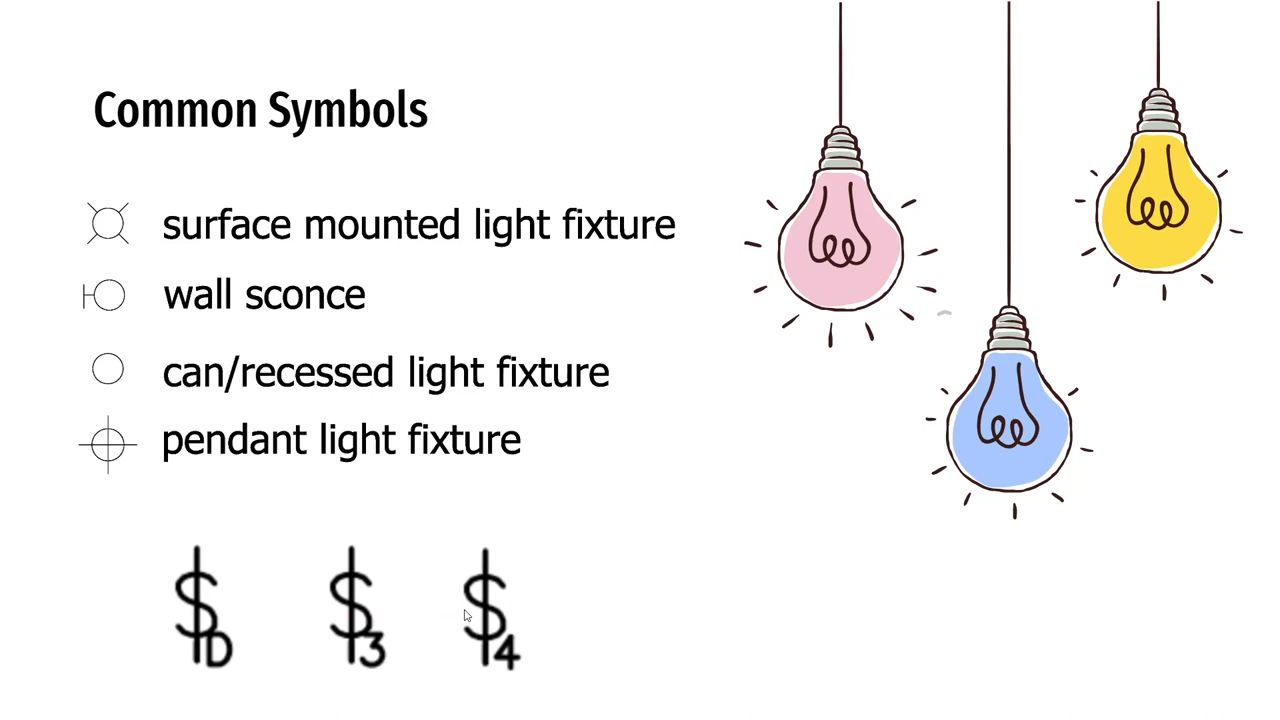 Common Symbols
surface mounted light fixture
wall sconce
can/recessed light fixture
pendant light fixture
$D $3 $4